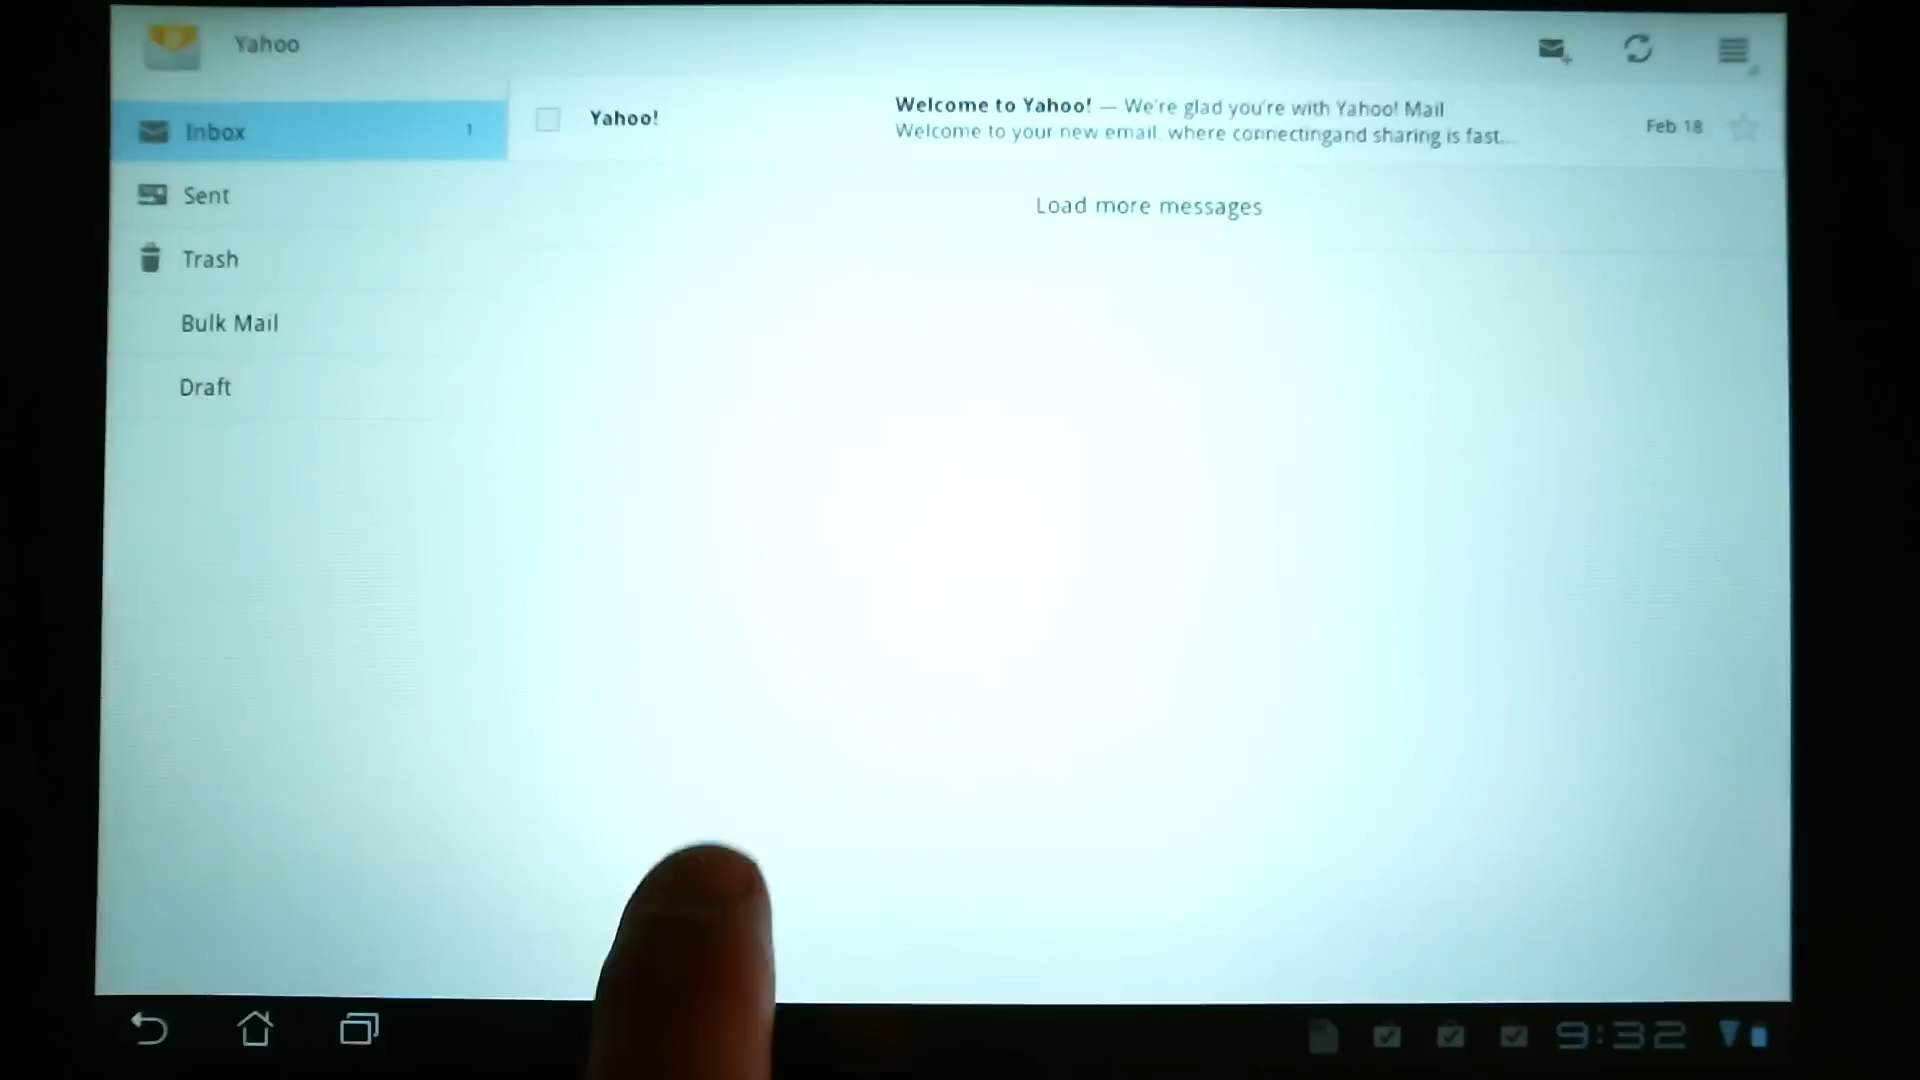 Yahoo
Inbox 1
Sent
Trash
Bulk Mail
Draft
Yahoo!
Welcome to Yahoo! — We're glad you're with Yahoo! Mail
Welcome to your new email, where connectingand sharing is fast...
Feb 18
Load more messages
9:32